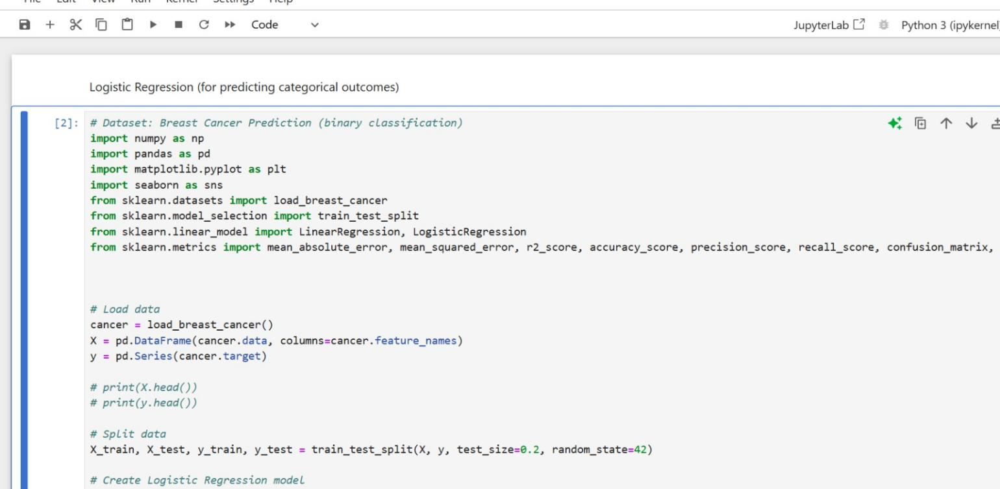 File Edit View Run Kernel Settings Help
Code
JupyterLab
Python 3 (ipykernel)
Logistic Regression (for predicting categorical outcomes)
[2]:
# Dataset: Breast Cancer Prediction (binary classification)
import numpy as np
import pandas as pd
import matplotlib.pyplot as plt
import seaborn as sns
from sklearn.datasets import load_breast_cancer
from sklearn.model_selection import train_test_split
from sklearn.linear_model import LinearRegression, LogisticRegression
from sklearn.metrics import mean_absolute_error, mean_squared_error, r2_score, accuracy_score, precision_score, recall_score, confusion_matrix,
# Load data
cancer = load_breast_cancer()
X = pd.DataFrame(cancer.data, columns=cancer.feature_names)
y = pd.Series(cancer.target)
# print(X.head())
# print(y.head())
# Split data
X_train, X_test, y_train, y_test = train_test_split(X, y, test_size=0.2, random_state=42)
# Create Logistic Regression model